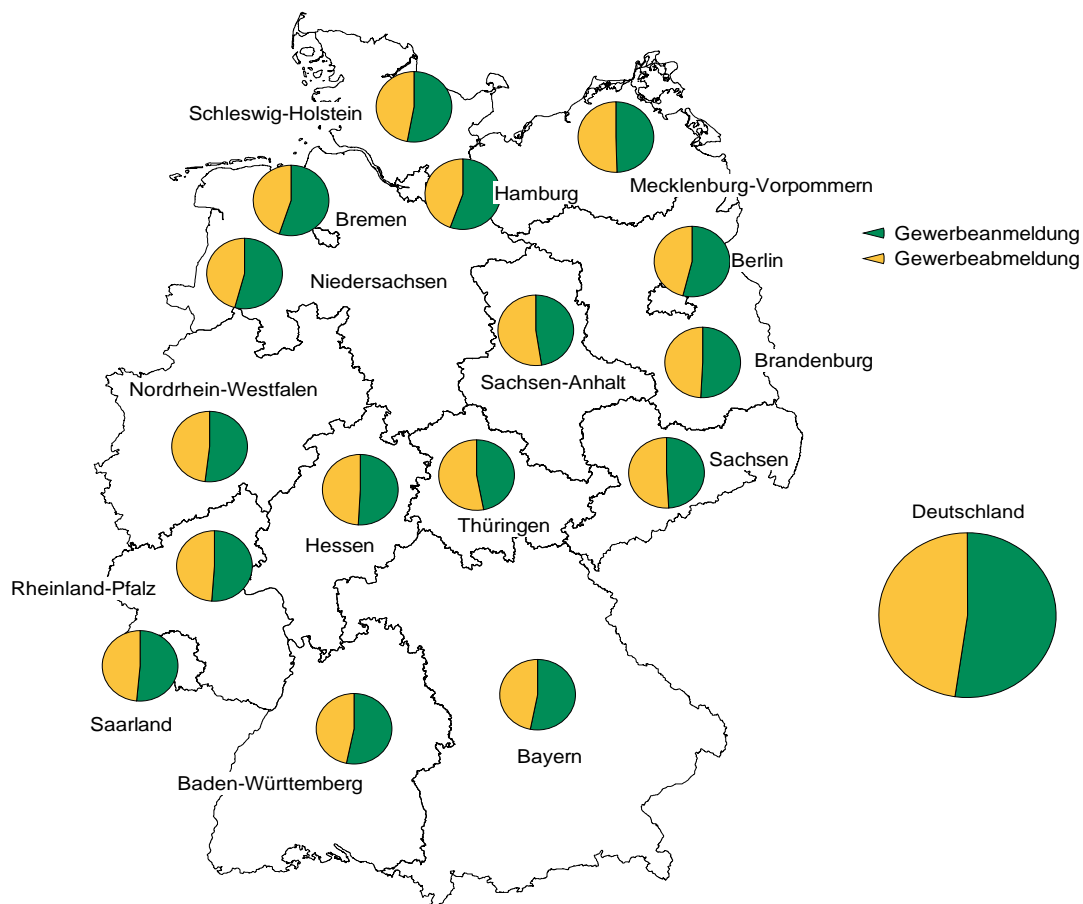 Schleswig-Holstein
Mecklenburg-Vorpommern
Hamburg
Bremen
Gewerbeanmeldung
Berlin
Gewerbeabmeldung
Niedersachsen
Brandenburg
Sachsen-Anhalt
Nordrhein-Westfalen
Sachsen
Deutschland
Thüringen
Hessen
Rheinland-Pfalz
Saarland
Bayern
Baden-Württemberg